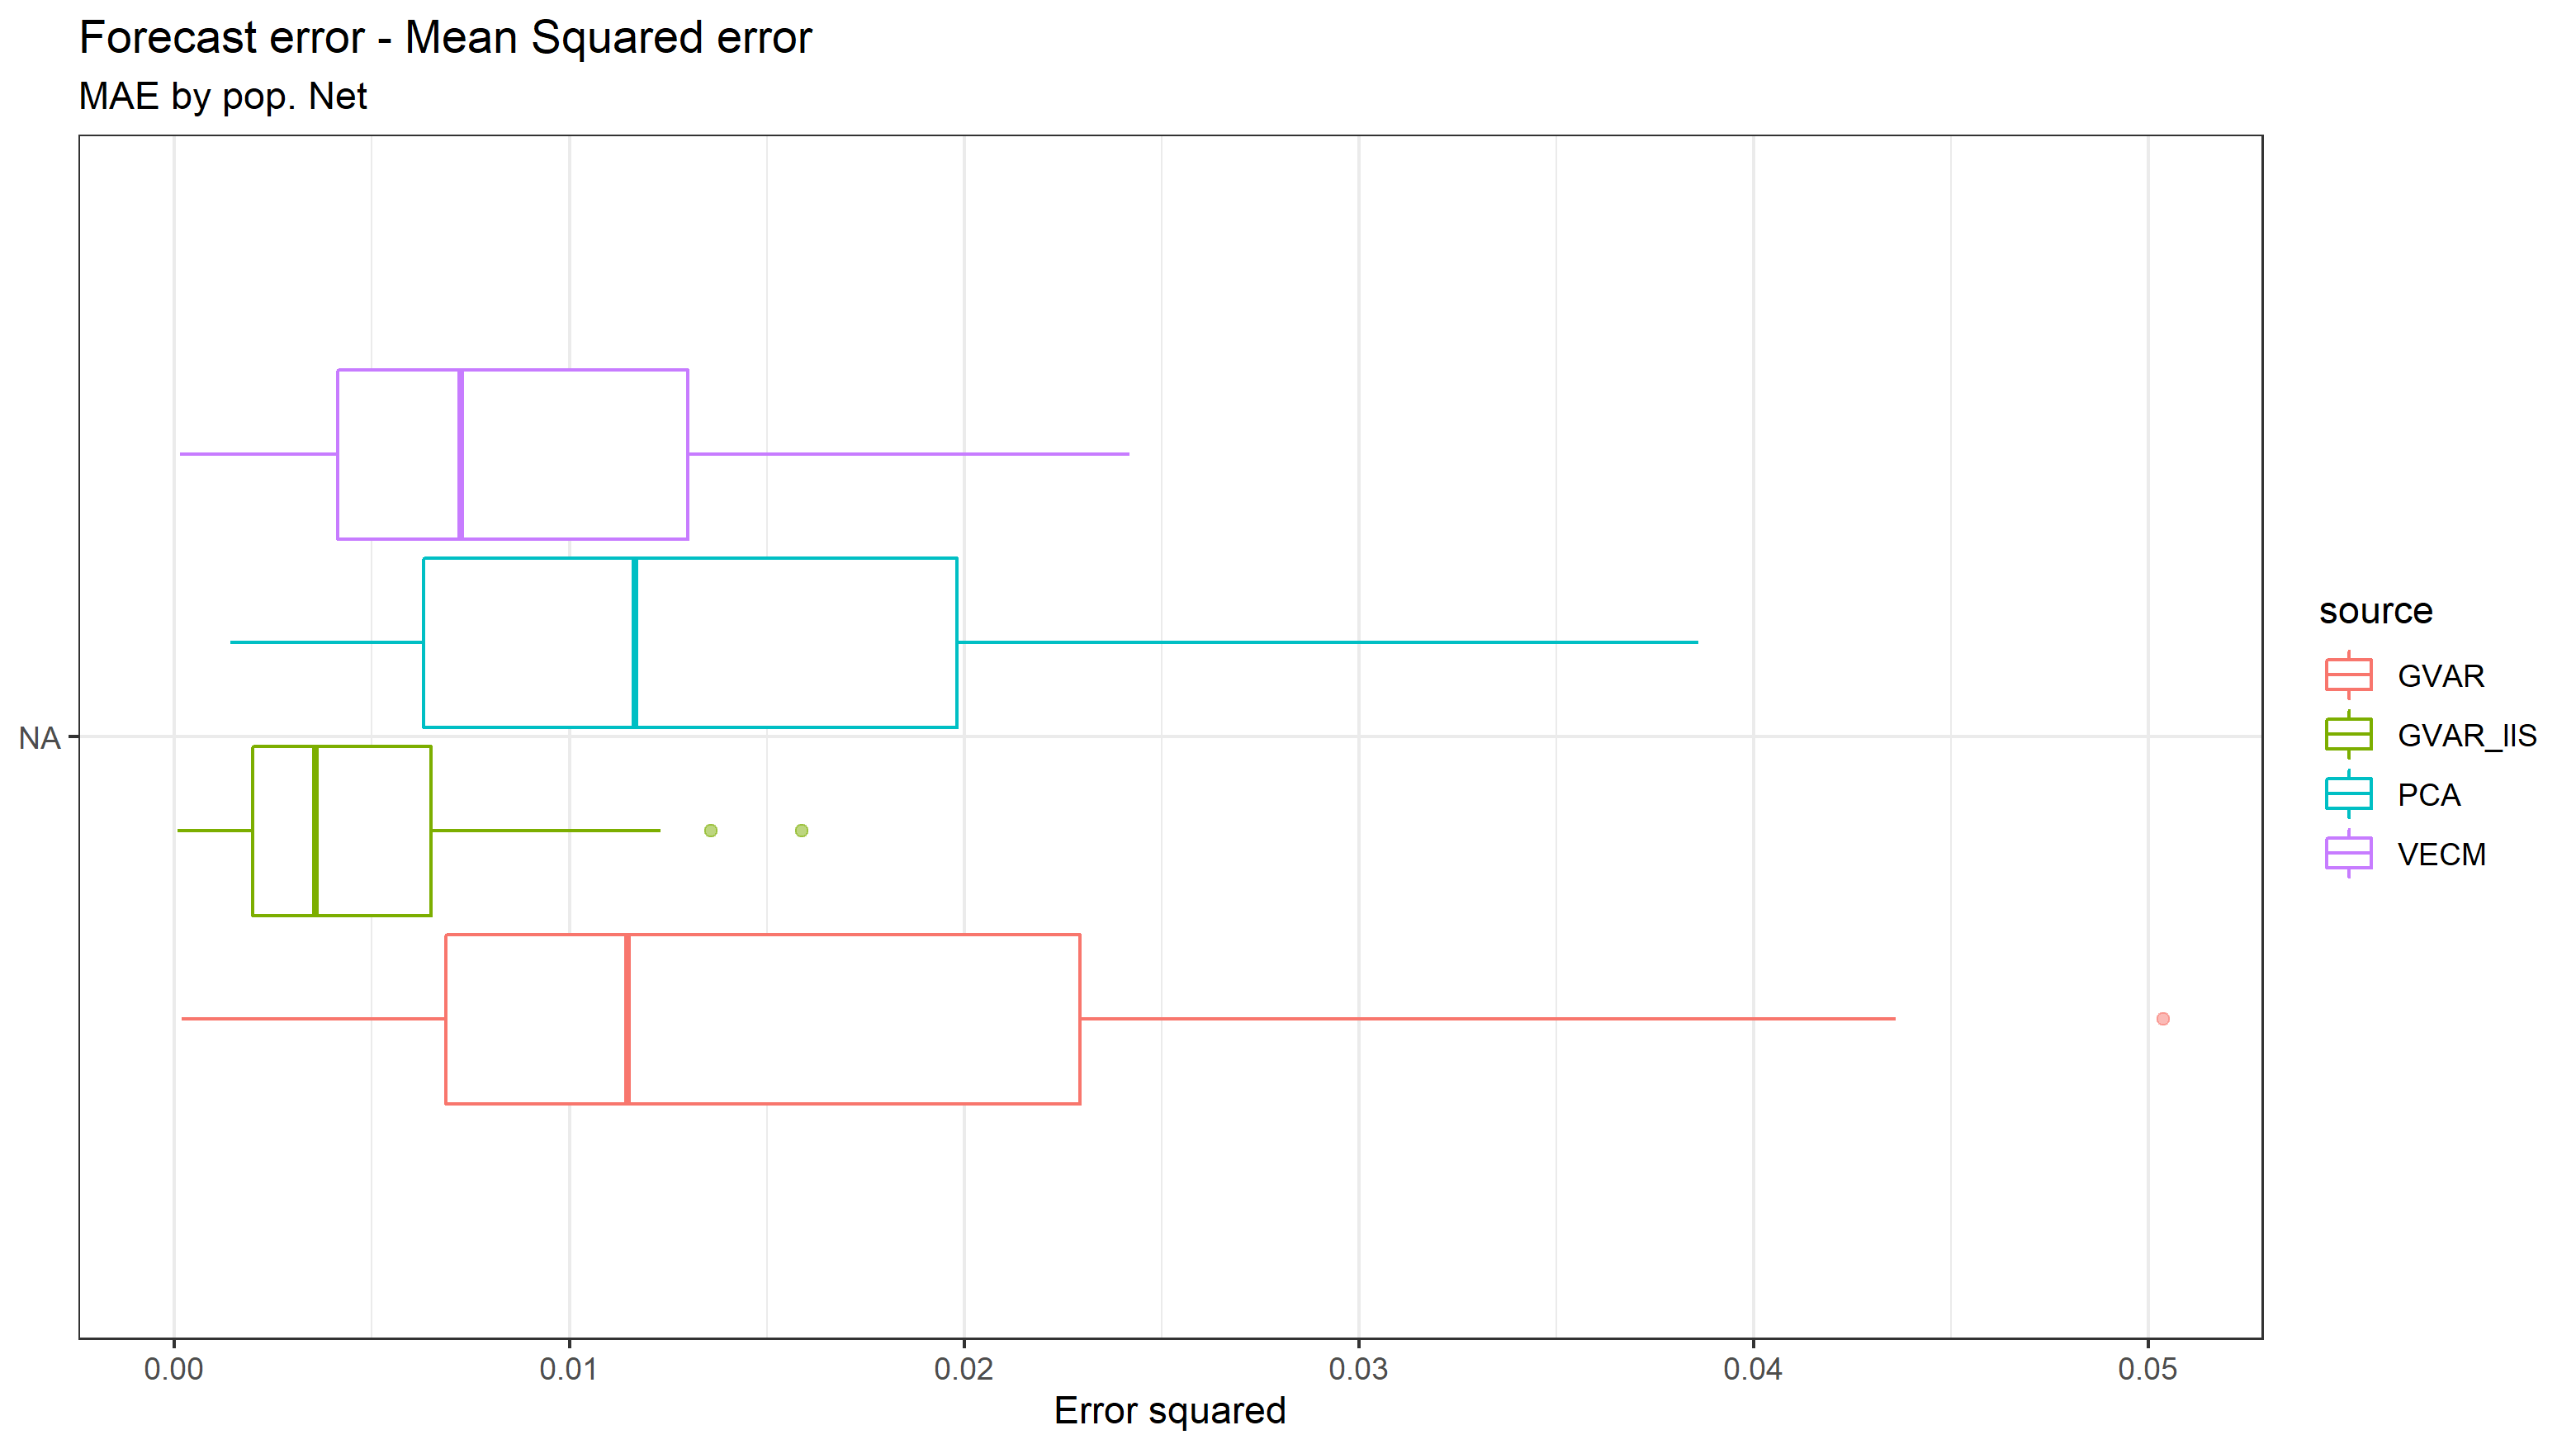 Forecast error - Mean Squared error
MAE by pop. Net
NA
0.00 0.01 0.02 0.03 0.04 0.05
Error squared
source
GVAR
GVAR_IIS
PCA
VECM